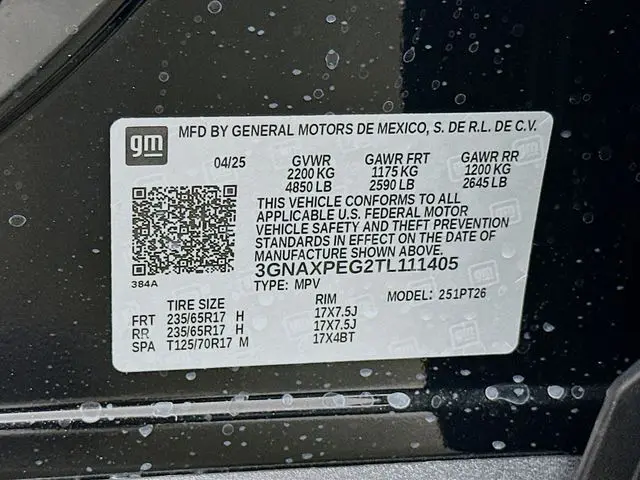 gm
MFD BY GENERAL MOTORS DE MEXICO, S. DE R.L. DE C.V.
04/25 GVWR GAWR FRT GAWR RR
2200 KG 1175 KG 1200 KG
4850 LB 2590 LB 2645 LB
THIS VEHICLE CONFORMS TO ALL
APPLICABLE U.S. FEDERAL MOTOR
VEHICLE SAFETY AND THEFT PREVENTION
STANDARDS IN EFFECT ON THE DATE OF
MANUFACTURE SHOWN ABOVE.
3GNAXPEG2TL111405
384A
TYPE: MPV MODEL: 251PT26
TIRE SIZE RIM
FRT 235/65R17 H 17X7.5J
RR 235/65R17 H 17X7.5J
SPA T125/70R17 M 17X4BT